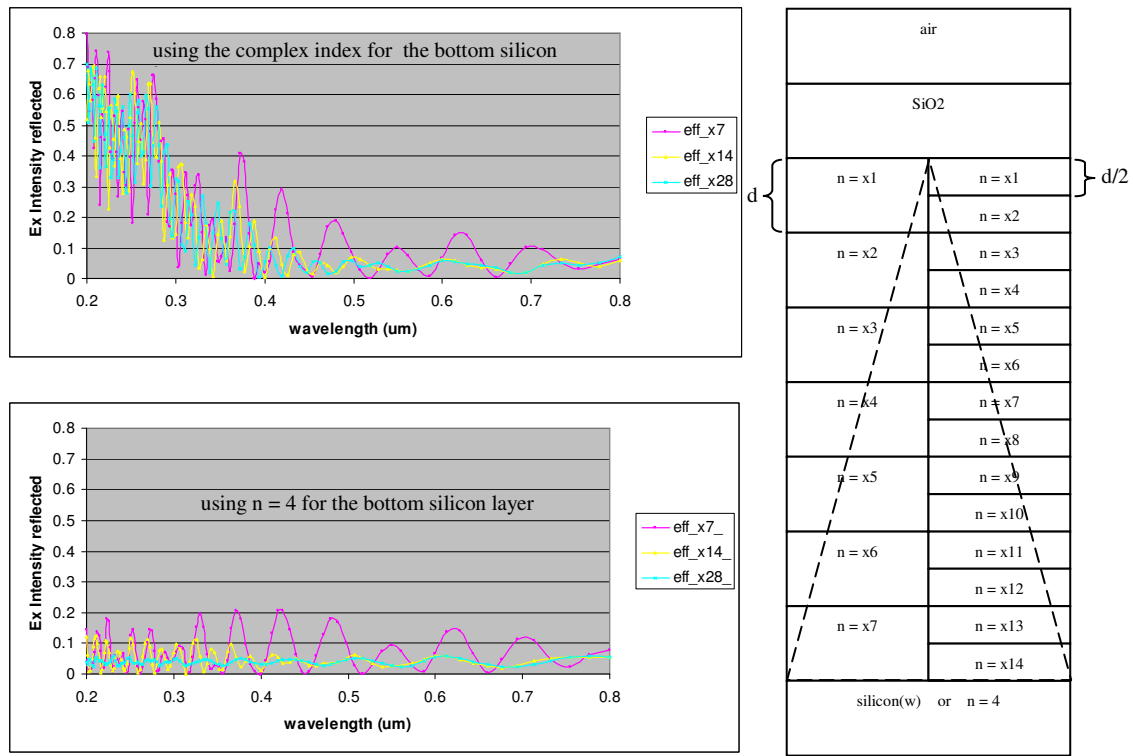 using the complex index for the bottom silicon
Ex Intensity reflected
0.8
0.7
0.6
0.5
0.4
0.3
0.2
0.1
0
0.2 0.3 0.4 0.5 0.6 0.7 0.8
wavelength (um)
eff_x7
eff_x14
eff_x28
using n = 4 for the bottom silicon layer
Ex Intensity reflected
0.8
0.7
0.6
0.5
0.4
0.3
0.2
0.1
0
0.2 0.3 0.4 0.5 0.6 0.7 0.8
wavelength (um)
eff_x7_
eff_x14_
eff_x28_
air
SiO2
d
d/2
n = x1
n = x2
n = x3
n = x4
n = x5
n = x6
n = x7
n = x1
n = x2
n = x3
n = x4
n = x5
n = x6
n = x7
n = x8
n = x9
n = x10
n = x11
n = x12
n = x13
n = x14
silicon(w) or n = 4